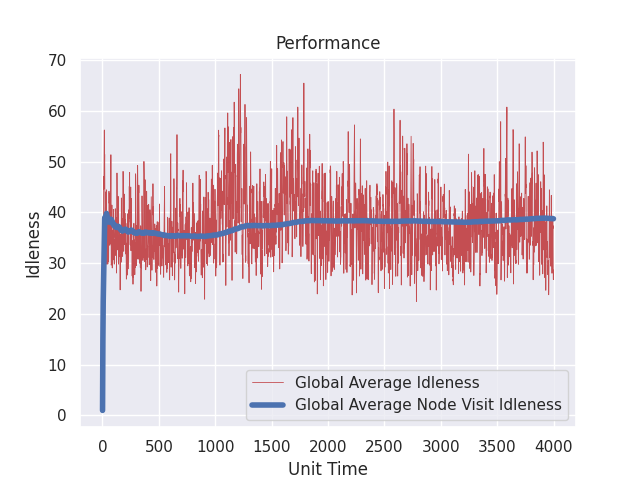 Performance
70
60
50
40
30
20
10
0
Idleness
Global Average Idleness
Global Average Node Visit Idleness
0 500 1000 1500 2000 2500 3000 3500 4000
Unit Time